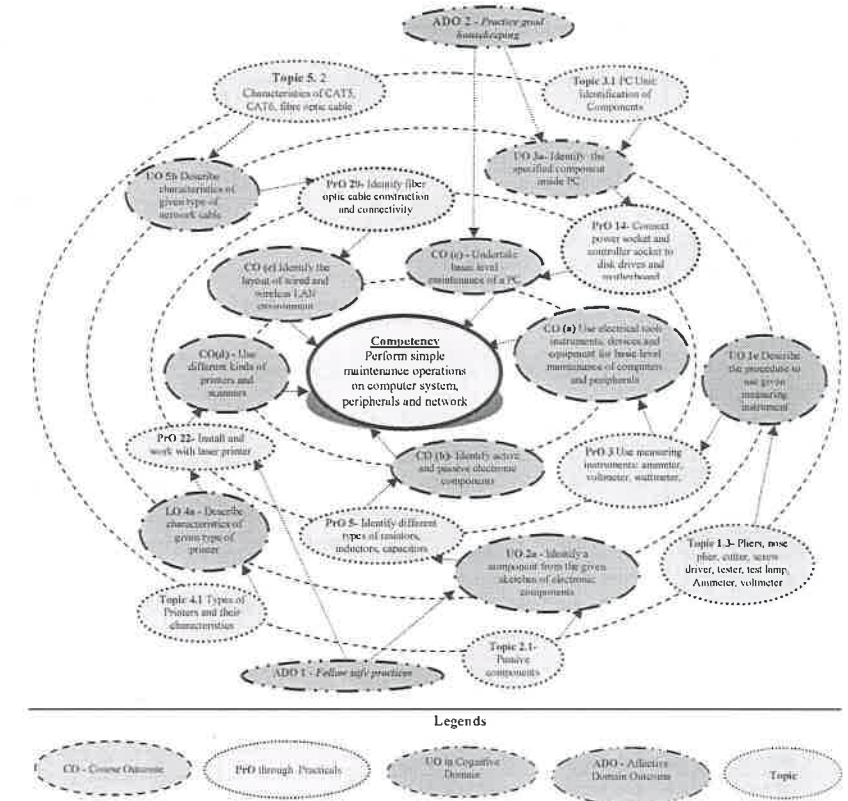 ADO 2 - Practice good
housekeeping
Topic 5. 2
Characteristics of CAT5,
CAT6, fibre optic cable
Topic 3.1 PC Unit:
Identification of
Components
UO 5b Describe
characteristics of
given type of
network cable
PrO 29- Identify fiber
optic cable construction
and connectivity
UO 3a- Identify the
specified component
inside PC
PrO 14- Connect
power socket and
controller socket to
disk drives and
motherboard
CO (e) Identify the
layout of wired and
wireless LAN
environment
CO (c) - Undertake
basic level
maintenance of a PC
Competency
Perform simple
maintenance operations
on computer system,
peripherals and network
CO (a) Use electrical tools
instruments, devices and
equipment for basic level
maintenance of computers
and peripherals
UO 1e Describe
the procedure to
use given
measuring
instrument
CO(d) - Use
different kinds of
printers and
scanners
PrO 22- Install and
work with laser printer
CO (b)- Identify active
and passive electronic
components
PrO 3 Use measuring
instruments: ammeter,
voltmeter, wattmeter,
LO 4a - Describe
characteristics of
given type of
printer
PrO 5- Identify different
types of resistors,
inductors, capacitors
UO 2a - Identify a
component from the given
sketches of electronic
components
Topic 1.3- Pliers, nose
plier, cutter, screw
driver, tester, test lamp,
Ammeter, voltmeter
Topic 4.1 Types of
Printers and their
characteristics
Topic 2.1-
Passive
components
ADO 1 - Follow safe practices
Legends
CO - Course Outcome
PrO through Practicals
UO in Cognitive
Domain
ADO - Affective
Domain Outcome
Topic